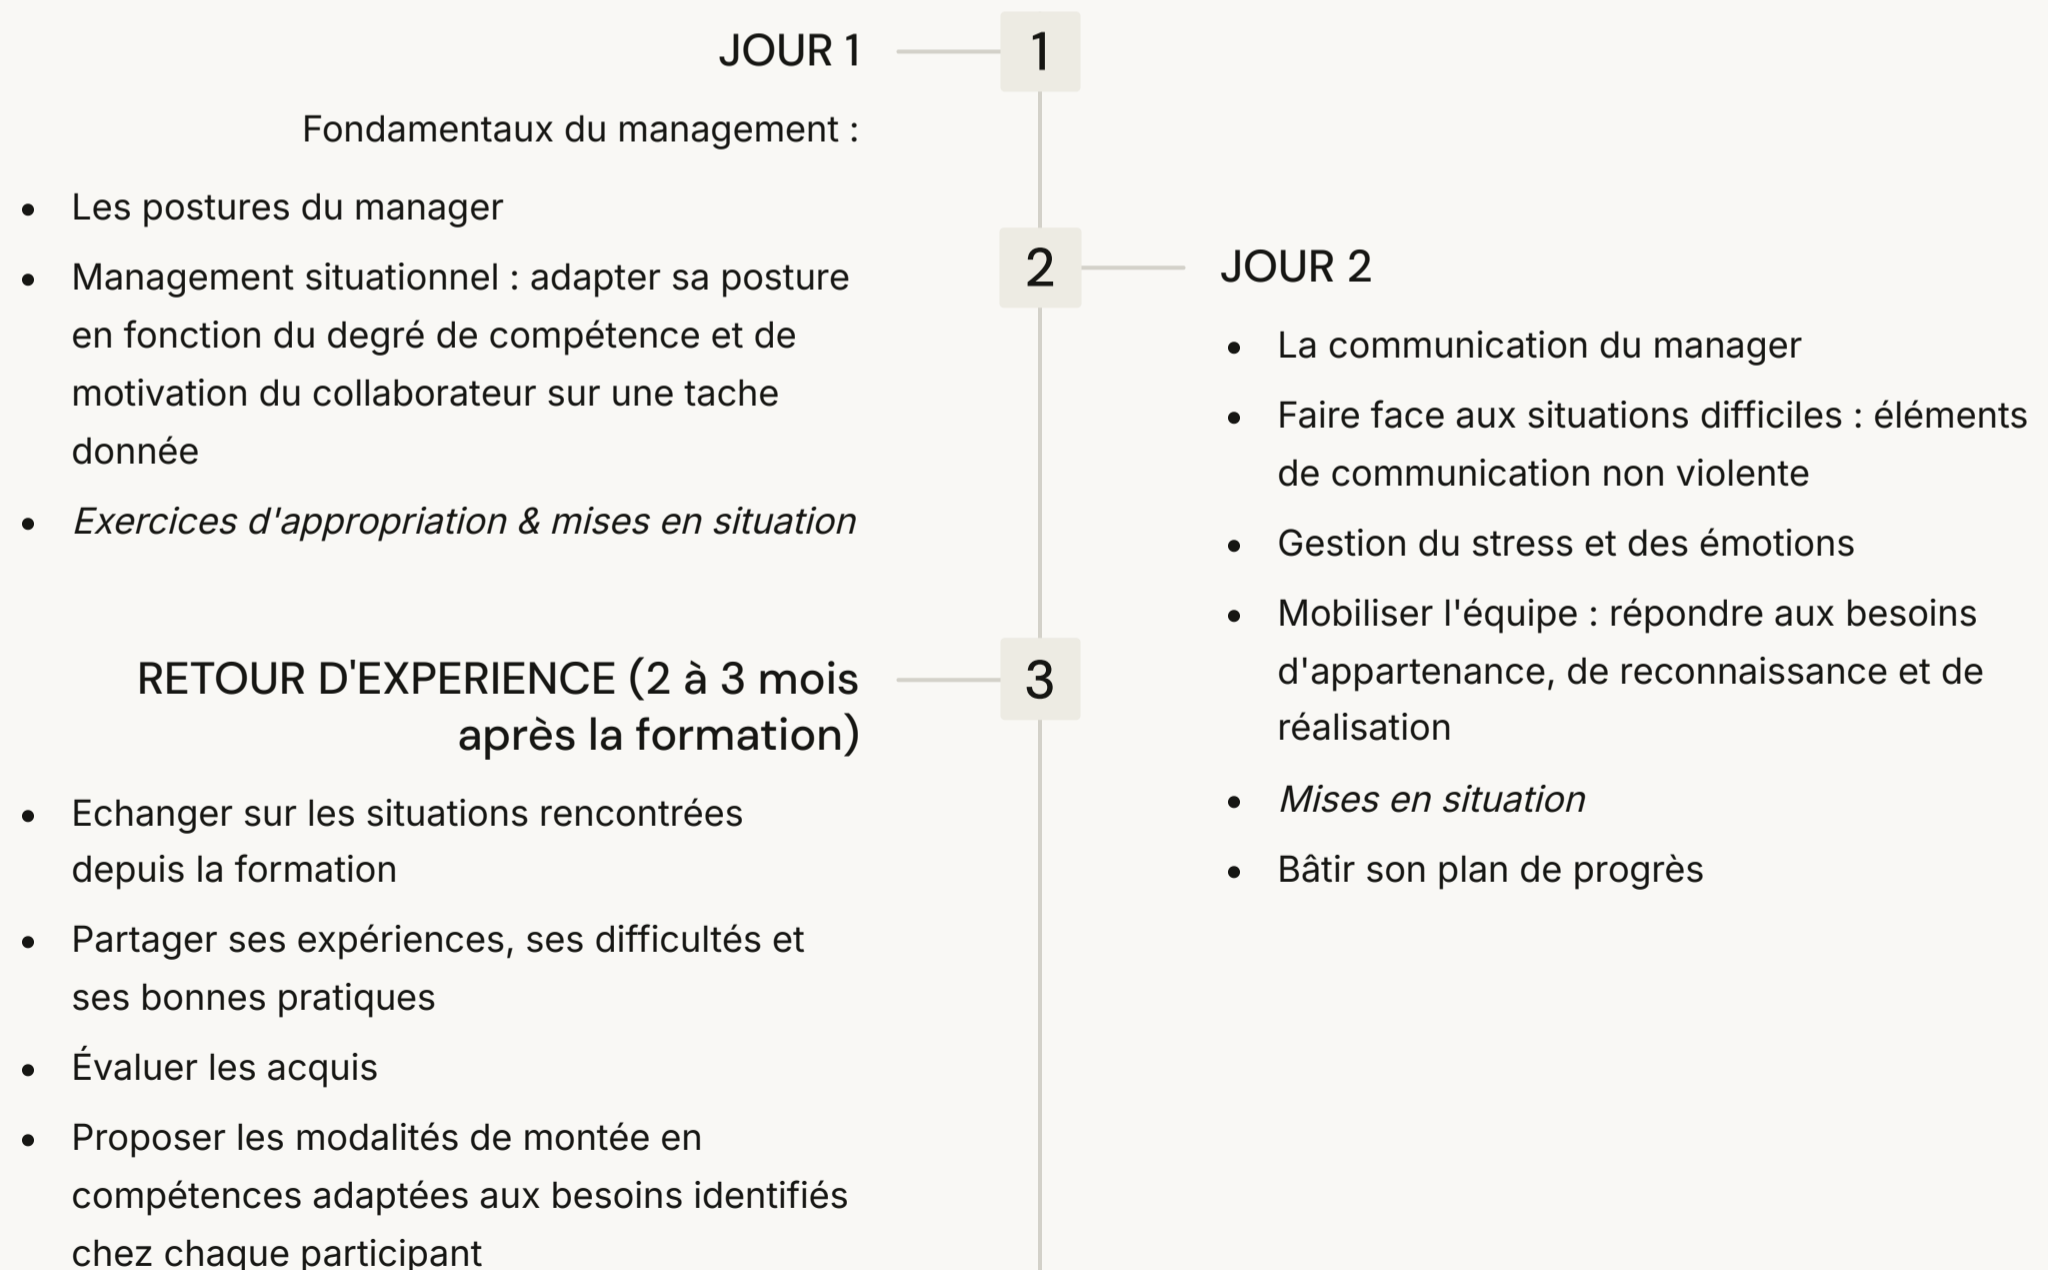 JOUR 1
1
Fondamentaux du management :
• Les postures du manager
• Management situationnel : adapter sa posture
en fonction du degré de compétence et de
motivation du collaborateur sur une tache
donnée
• Exercices d'appropriation & mises en situation
2
JOUR 2
• La communication du manager
• Faire face aux situations difficiles : éléments
de communication non violente
• Gestion du stress et des émotions
• Mobiliser l'équipe : répondre aux besoins
d'appartenance, de reconnaissance et de
réalisation
• Mises en situation
• Bâtir son plan de progrès
RETOUR D'EXPERIENCE (2 à 3 mois
après la formation)
3
• Echanger sur les situations rencontrées
depuis la formation
• Partager ses expériences, ses difficultés et
ses bonnes pratiques
• Évaluer les acquis
• Proposer les modalités de montée en
compétences adaptées aux besoins identifiés
chez chaque participant